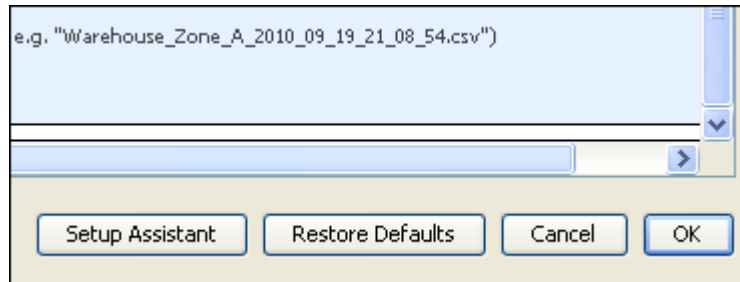 e.g. "Warehouse_Zone_A_2010_09_19_21_08_54.csv")
Setup Assistant Restore Defaults Cancel OK